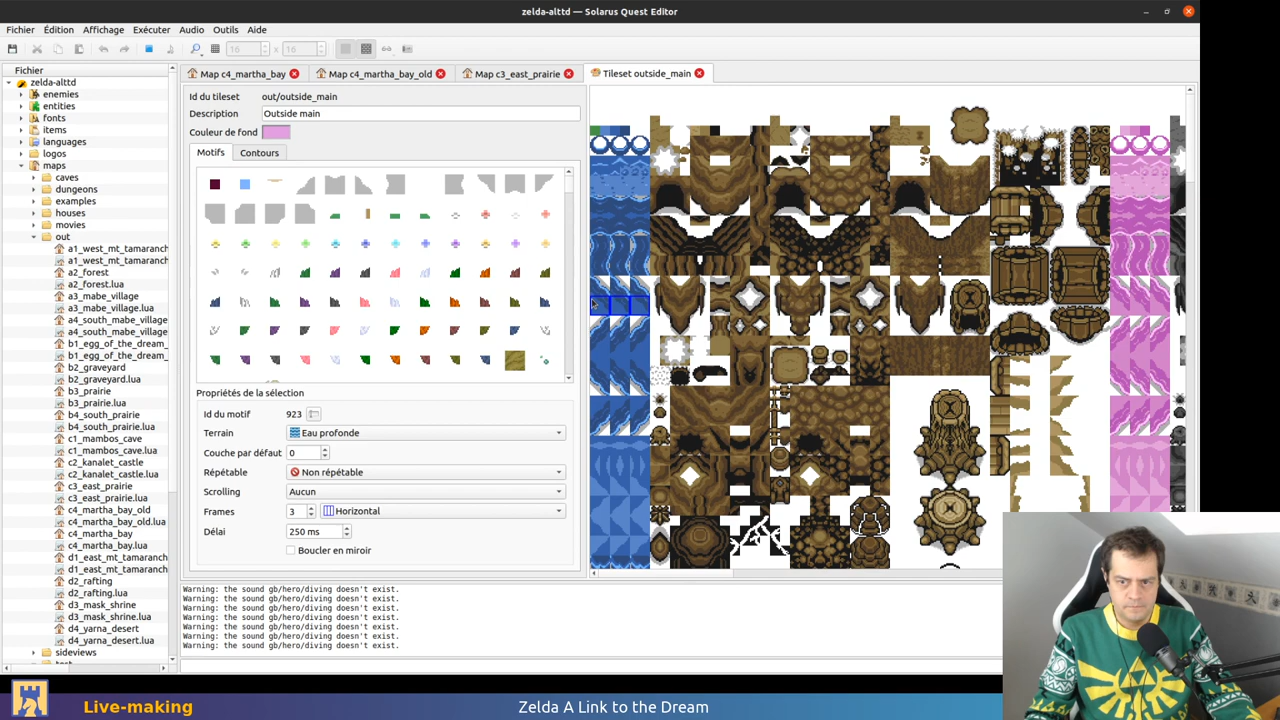 zelda-alttd — Solarus Quest Editor
Fichier Édition Affichage Exécuter Audio Outils Aide
16 x 16
Fichier
zelda-alttd
enemies
entities
fonts
items
languages
logos
maps
caves
dungeons
examples
houses
movies
out
a1_west_mt_tamaranch
a1_west_mt_tamaranch
a2_forest
a2_forest.lua
a3_mabe_village
a3_mabe_village.lua
a4_south_mabe_village
a4_south_mabe_village
b1_egg_of_the_dream_
b1_egg_of_the_dream_
b2_graveyard
b2_graveyard.lua
b3_prairie
b3_prairie.lua
b4_south_prairie
b4_south_prairie.lua
c1_mambos_cave
c1_mambos_cave.lua
c2_kanalet_castle
c2_kanalet_castle.lua
c3_east_prairie
c3_east_prairie.lua
c4_martha_bay_old
c4_martha_bay_old.lua
c4_martha_bay
c4_martha_bay.lua
d1_east_mt_tamaranch
d1_east_mt_tamaranch
d2_rafting
d2_rafting.lua
d3_mask_shrine
d3_mask_shrine.lua
d4_yarna_desert
d4_yarna_desert.lua
sideviews
Map c4_martha_bay Map c4_martha_bay_old Map c3_east_prairie Tileset outside_main
Id du tileset out/outside_main
Description Outside main
Couleur de fond
Motifs Contours
Propriétés de la sélection
Id du motif 923
Terrain Eau profonde
Couche par défaut 0
Répétable Non répétable
Scrolling Aucun
Frames 3 Horizontal
Délai 250 ms
Boucler en miroir
Warning: the sound gb/hero/diving doesn't exist.
Warning: the sound gb/hero/diving doesn't exist.
Warning: the sound gb/hero/diving doesn't exist.
Warning: the sound gb/hero/diving doesn't exist.
Warning: the sound gb/hero/diving doesn't exist.
Warning: the sound gb/hero/diving doesn't exist.
Live-making
Zelda A Link to the Dream